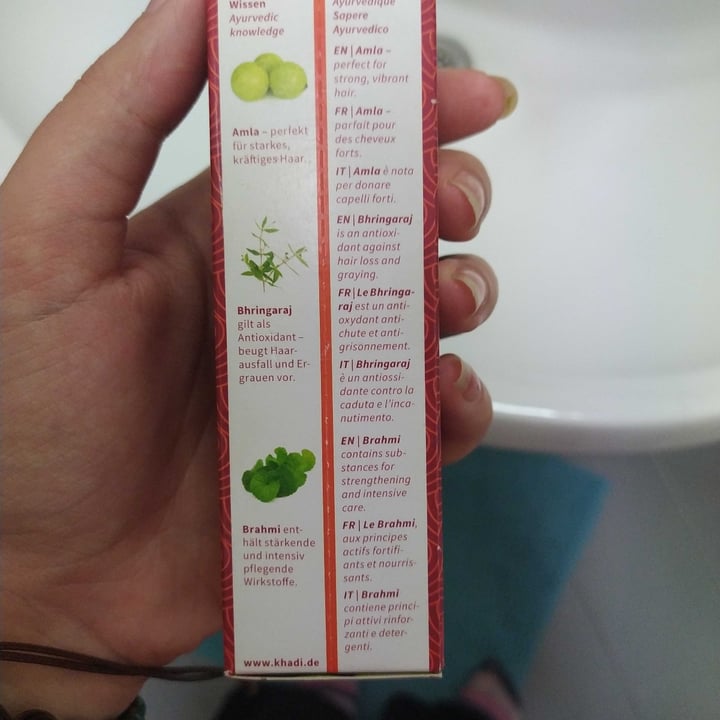 Wissen
Ayurvedic
knowledge
Amla – perfekt
für starkes,
kräftiges Haar.
Bhringaraj
gilt als
Antioxidant –
beugt Haar-
ausfall und Er-
grauen vor.
Brahmi ent-
hält stärkende
und intensiv
pflegende
Wirkstoffe.
www.khadi.de
Ayurvédique
Sapere
Ayurvedico
EN | Amla –
perfect for
strong, vibrant
hair.
FR | Amla –
parfait pour
des cheveux
forts.
IT | Amla è nota
per donare
capelli forti.
EN | Bhringaraj
is an antioxi-
dant against
hair loss and
graying.
FR | Le Bhringa-
raj est un anti-
oxydant anti-
chute et anti-
grisonnement.
IT | Bhringaraj
è un antiossi-
dante contro la
caduta e l'inca-
nutimento.
EN | Brahmi
contains sub-
stances for
strengthening
and intensive
care.
FR | Le Brahmi,
aux principes
actifs fortifi-
ants et nourris-
sants.
IT | Brahmi
contiene princi-
pi attivi rinfor-
zanti e deter-
genti.